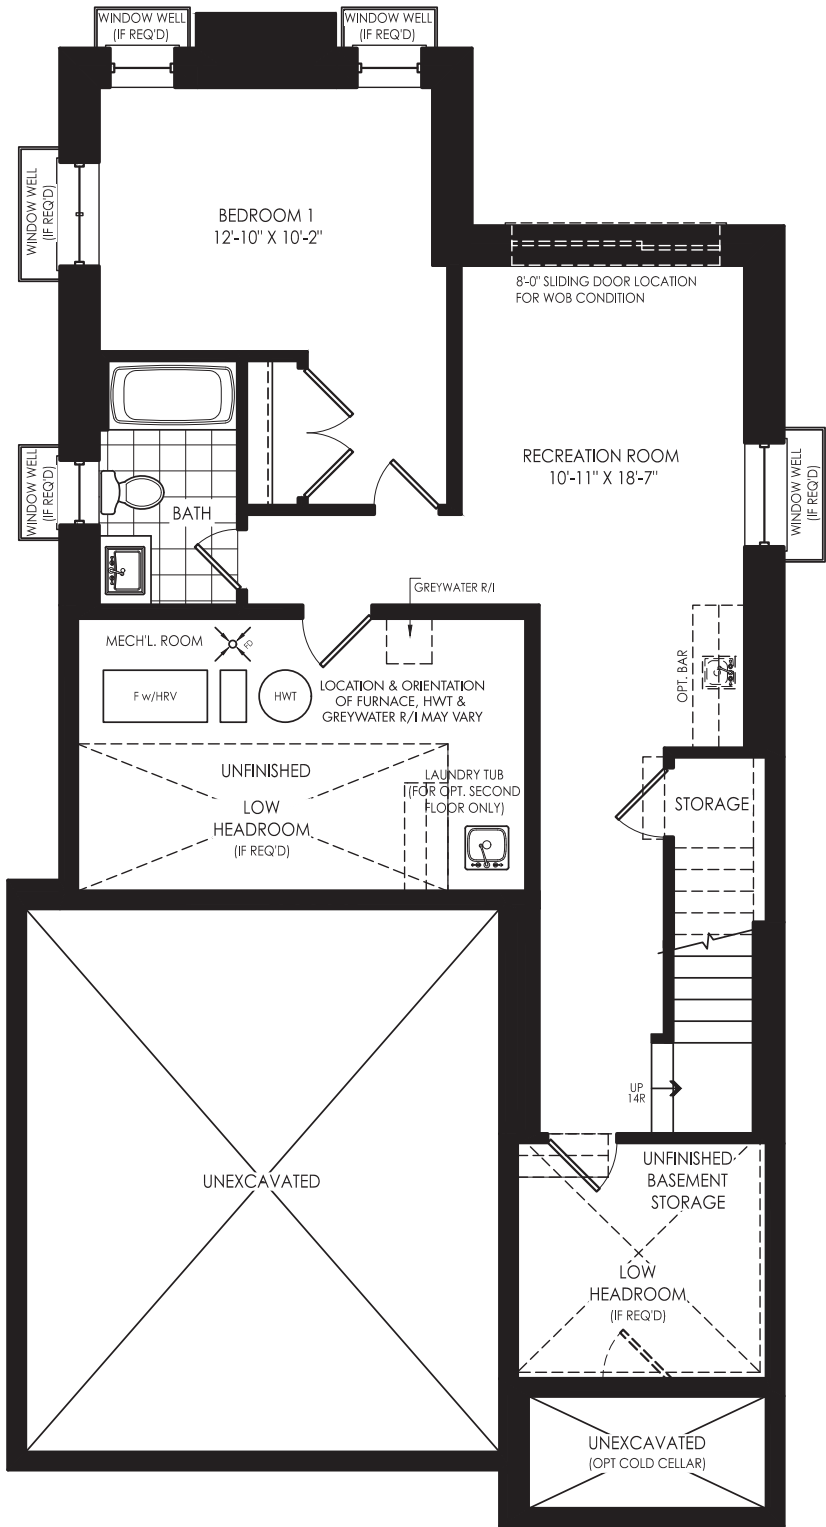 WINDOW WELL
(IF REQ'D)
WINDOW WELL
(IF REQ'D)
WINDOW WELL
(IF REQ'D)
BEDROOM 1
12'-10" X 10'-2"
8'-0" SLIDING DOOR LOCATION
FOR WOB CONDITION
RECREATION ROOM
10'-11" X 18'-7"
WINDOW WELL
(IF REQ'D)
WINDOW WELL
(IF REQ'D)
BATH
GREYWATER R/I
MECH'L. ROOM
FD
F w/HRV
HWT
LOCATION & ORIENTATION
OF FURNACE, HWT &
GREYWATER R/I MAY VARY
OPT. BAR
UNFINISHED
LOW
HEADROOM
(IF REQ'D)
LAUNDRY TUB
(FOR OPT. SECOND
FLOOR ONLY)
STORAGE
UP
14R
UNEXCAVATED
UNFINISHED
BASEMENT
STORAGE
LOW
HEADROOM
(IF REQ'D)
UNEXCAVATED
(OPT COLD CELLAR)